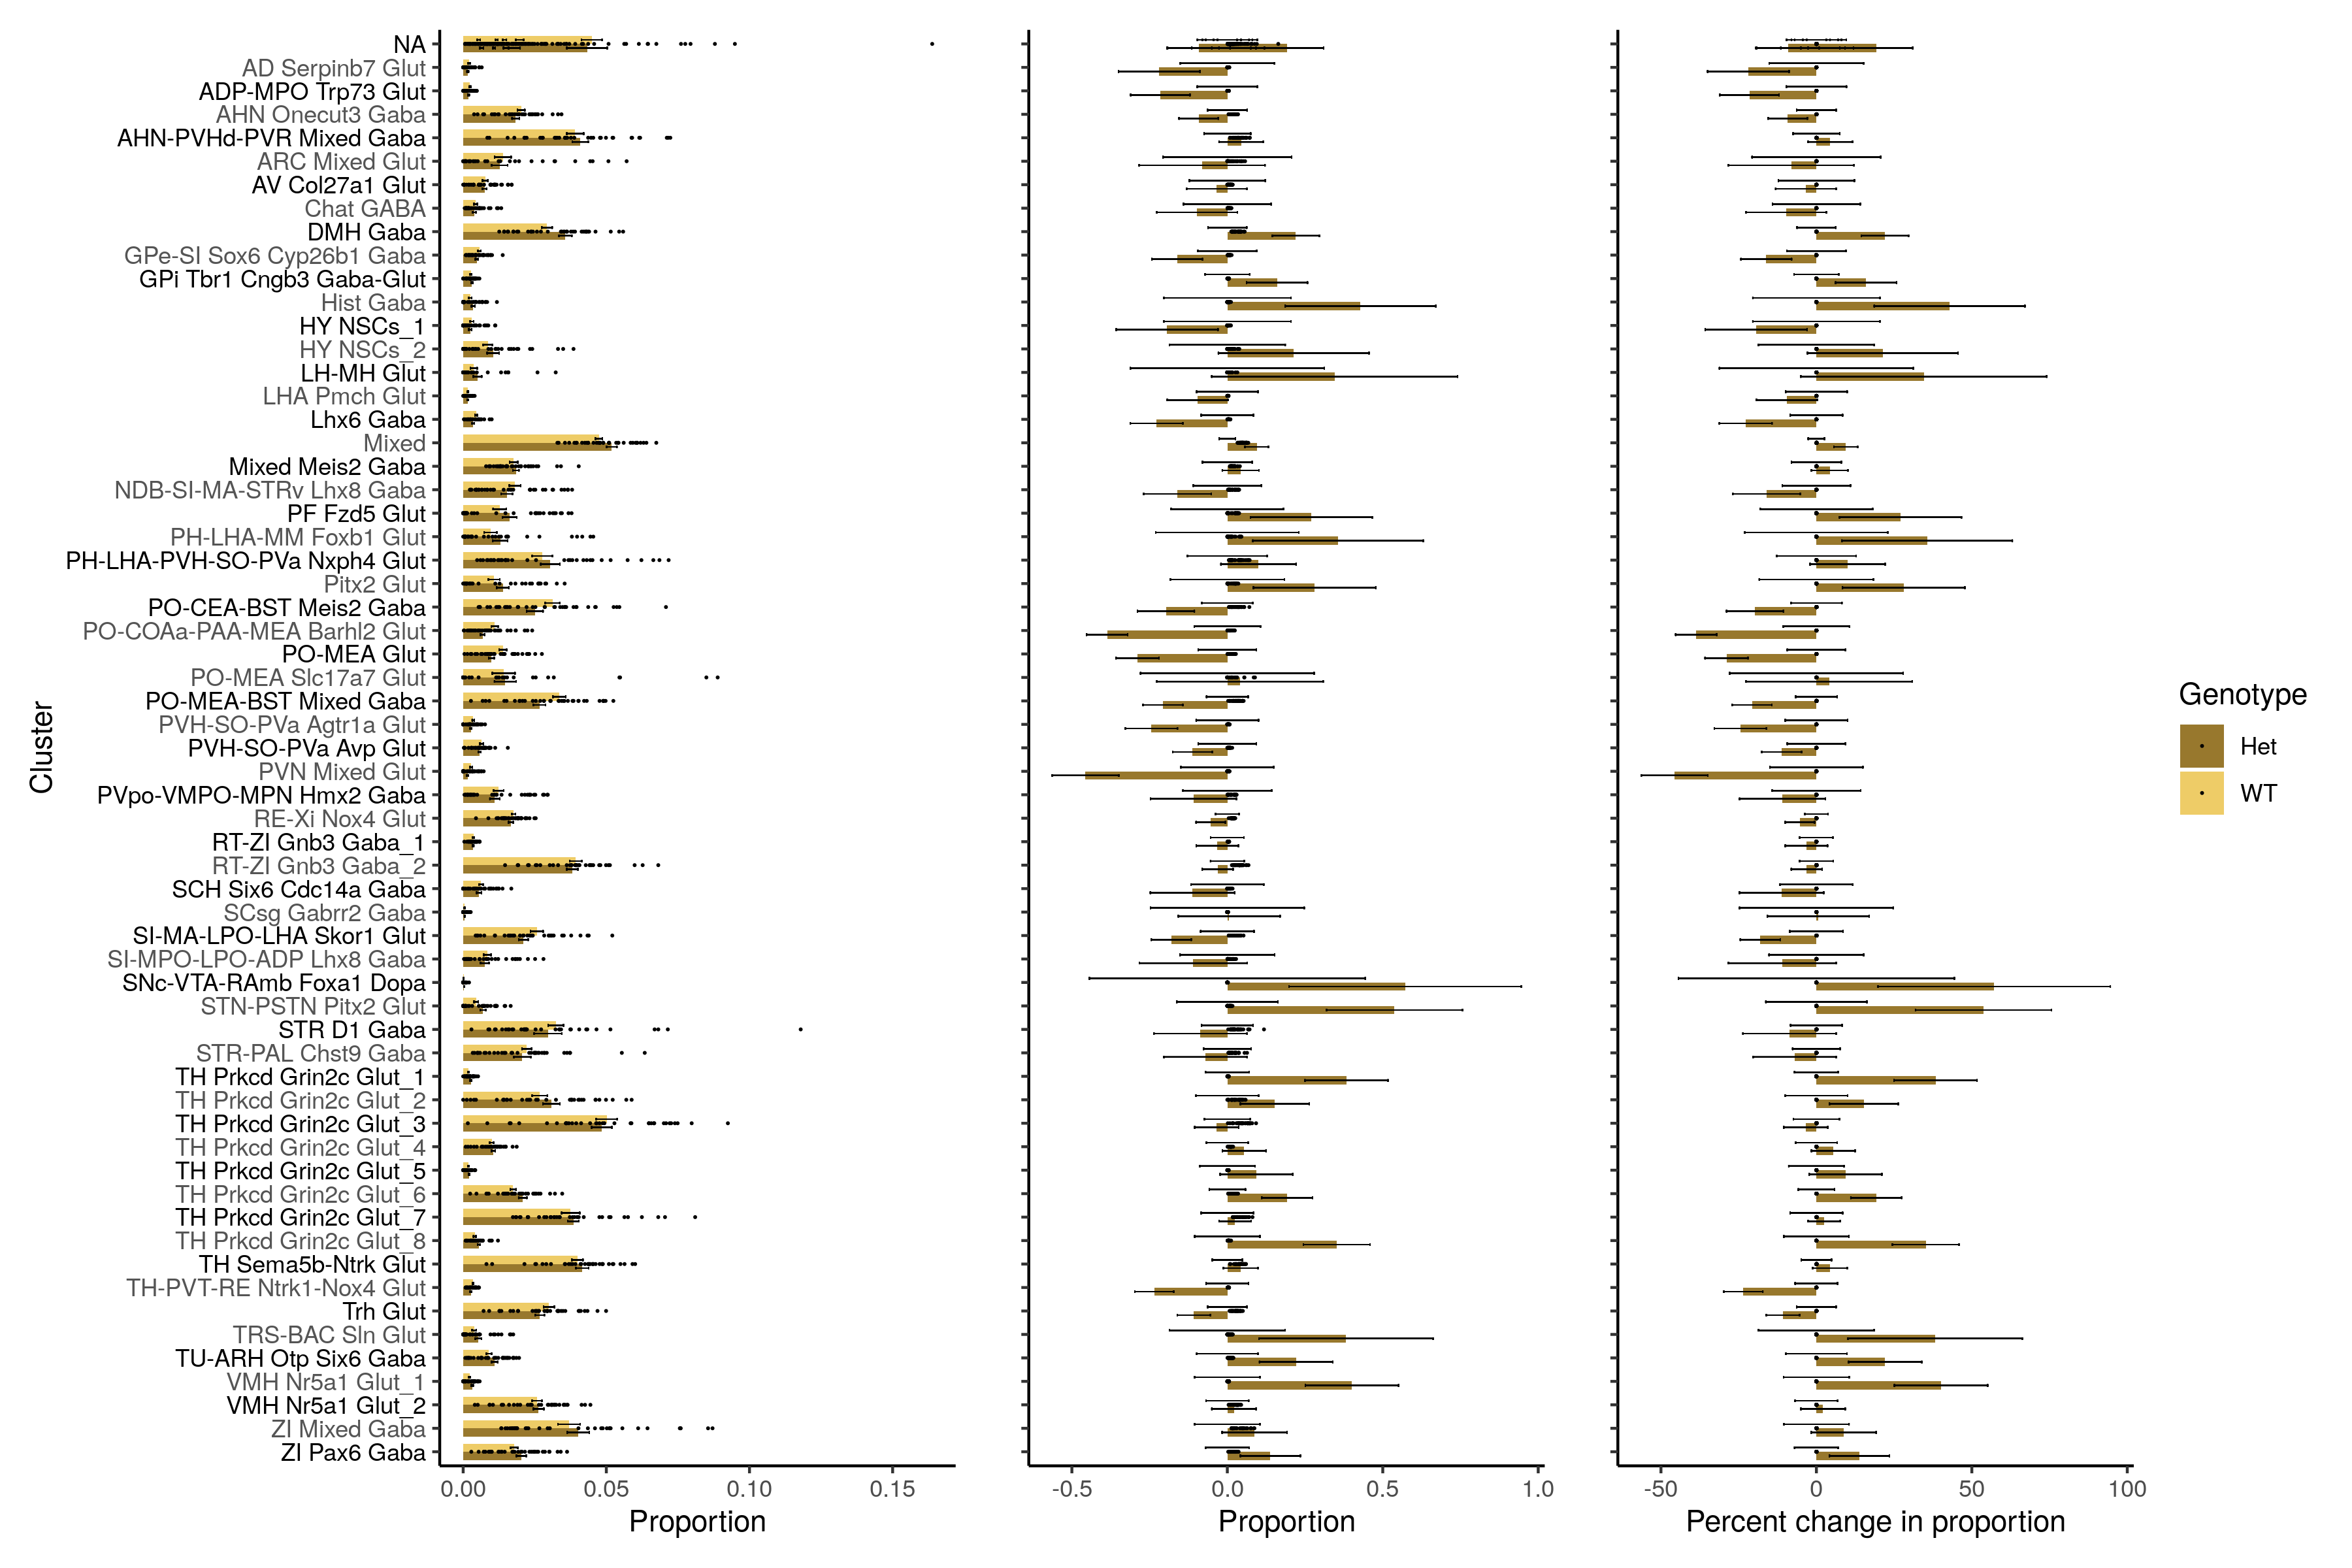 NA
AD Serpinb7 Glut
ADP-MPO Trp73 Glut
AHN Onecut3 Gaba
AHN-PVHd-PVR Mixed Gaba
ARC Mixed Glut
AV Col27a1 Glut
Chat GABA
DMH Gaba
GPe-SI Sox6 Cyp26b1 Gaba
GPi Tbr1 Cngb3 Gaba-Glut
Hist Gaba
HY NSCs_1
HY NSCs_2
LH-MH Glut
LHA Pmch Glut
Lhx6 Gaba
Mixed
Mixed Meis2 Gaba
NDB-SI-MA-STRv Lhx8 Gaba
PF Fzd5 Glut
PH-LHA-MM Foxb1 Glut
PH-LHA-PVH-SO-PVa Nxph4 Glut
Pitx2 Glut
PO-CEA-BST Meis2 Gaba
PO-COAa-PAA-MEA Barhl2 Glut
PO-MEA Glut
PO-MEA Slc17a7 Glut
PO-MEA-BST Mixed Gaba
PVH-SO-PVa Agtr1a Glut
PVH-SO-PVa Avp Glut
PVN Mixed Glut
PVpo-VMPO-MPN Hmx2 Gaba
RE-Xi Nox4 Glut
RT-ZI Gnb3 Gaba_1
RT-ZI Gnb3 Gaba_2
SCH Six6 Cdc14a Gaba
SCsg Gabrr2 Gaba
SI-MA-LPO-LHA Skor1 Glut
SI-MPO-LPO-ADP Lhx8 Gaba
SNc-VTA-RAmb Foxa1 Dopa
STN-PSTN Pitx2 Glut
STR D1 Gaba
STR-PAL Chst9 Gaba
TH Prkcd Grin2c Glut_1
TH Prkcd Grin2c Glut_2
TH Prkcd Grin2c Glut_3
TH Prkcd Grin2c Glut_4
TH Prkcd Grin2c Glut_5
TH Prkcd Grin2c Glut_6
TH Prkcd Grin2c Glut_7
TH Prkcd Grin2c Glut_8
TH Sema5b-Ntrk Glut
TH-PVT-RE Ntrk1-Nox4 Glut
Trh Glut
TRS-BAC Sln Glut
TU-ARH Otp Six6 Gaba
VMH Nr5a1 Glut_1
VMH Nr5a1 Glut_2
ZI Mixed Gaba
ZI Pax6 Gaba
Cluster
0.00 0.05 0.10 0.15
Proportion
-0.5 0.0 0.5 1.0
Proportion
-50 0 50 100
Percent change in proportion
Genotype
Het
WT